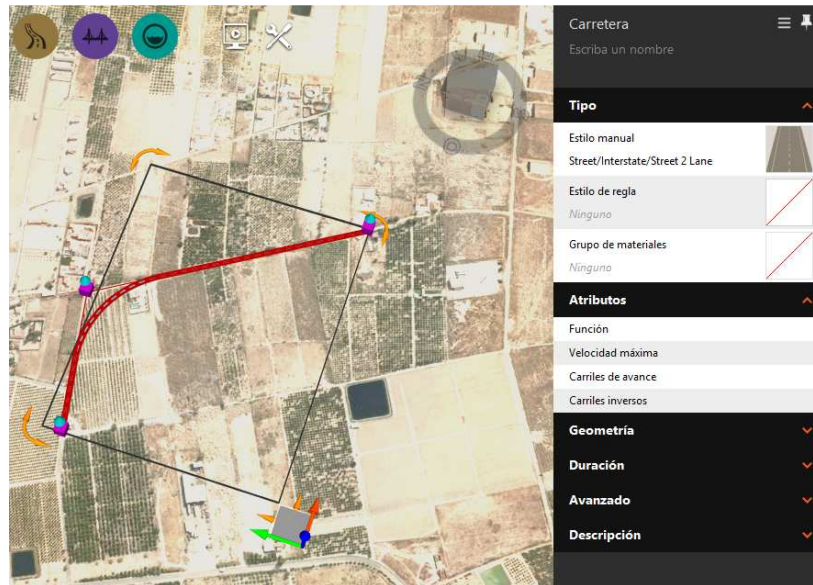 Carretera
Escriba un nombre
Tipo
Estilo manual
Street/Interstate/Street 2 Lane
Estilo de regla
Ninguno
Grupo de materiales
Ninguno
Atributos
Función
Velocidad máxima
Carriles de avance
Carriles inversos
Geometría
Duración
Avanzado
Descripción